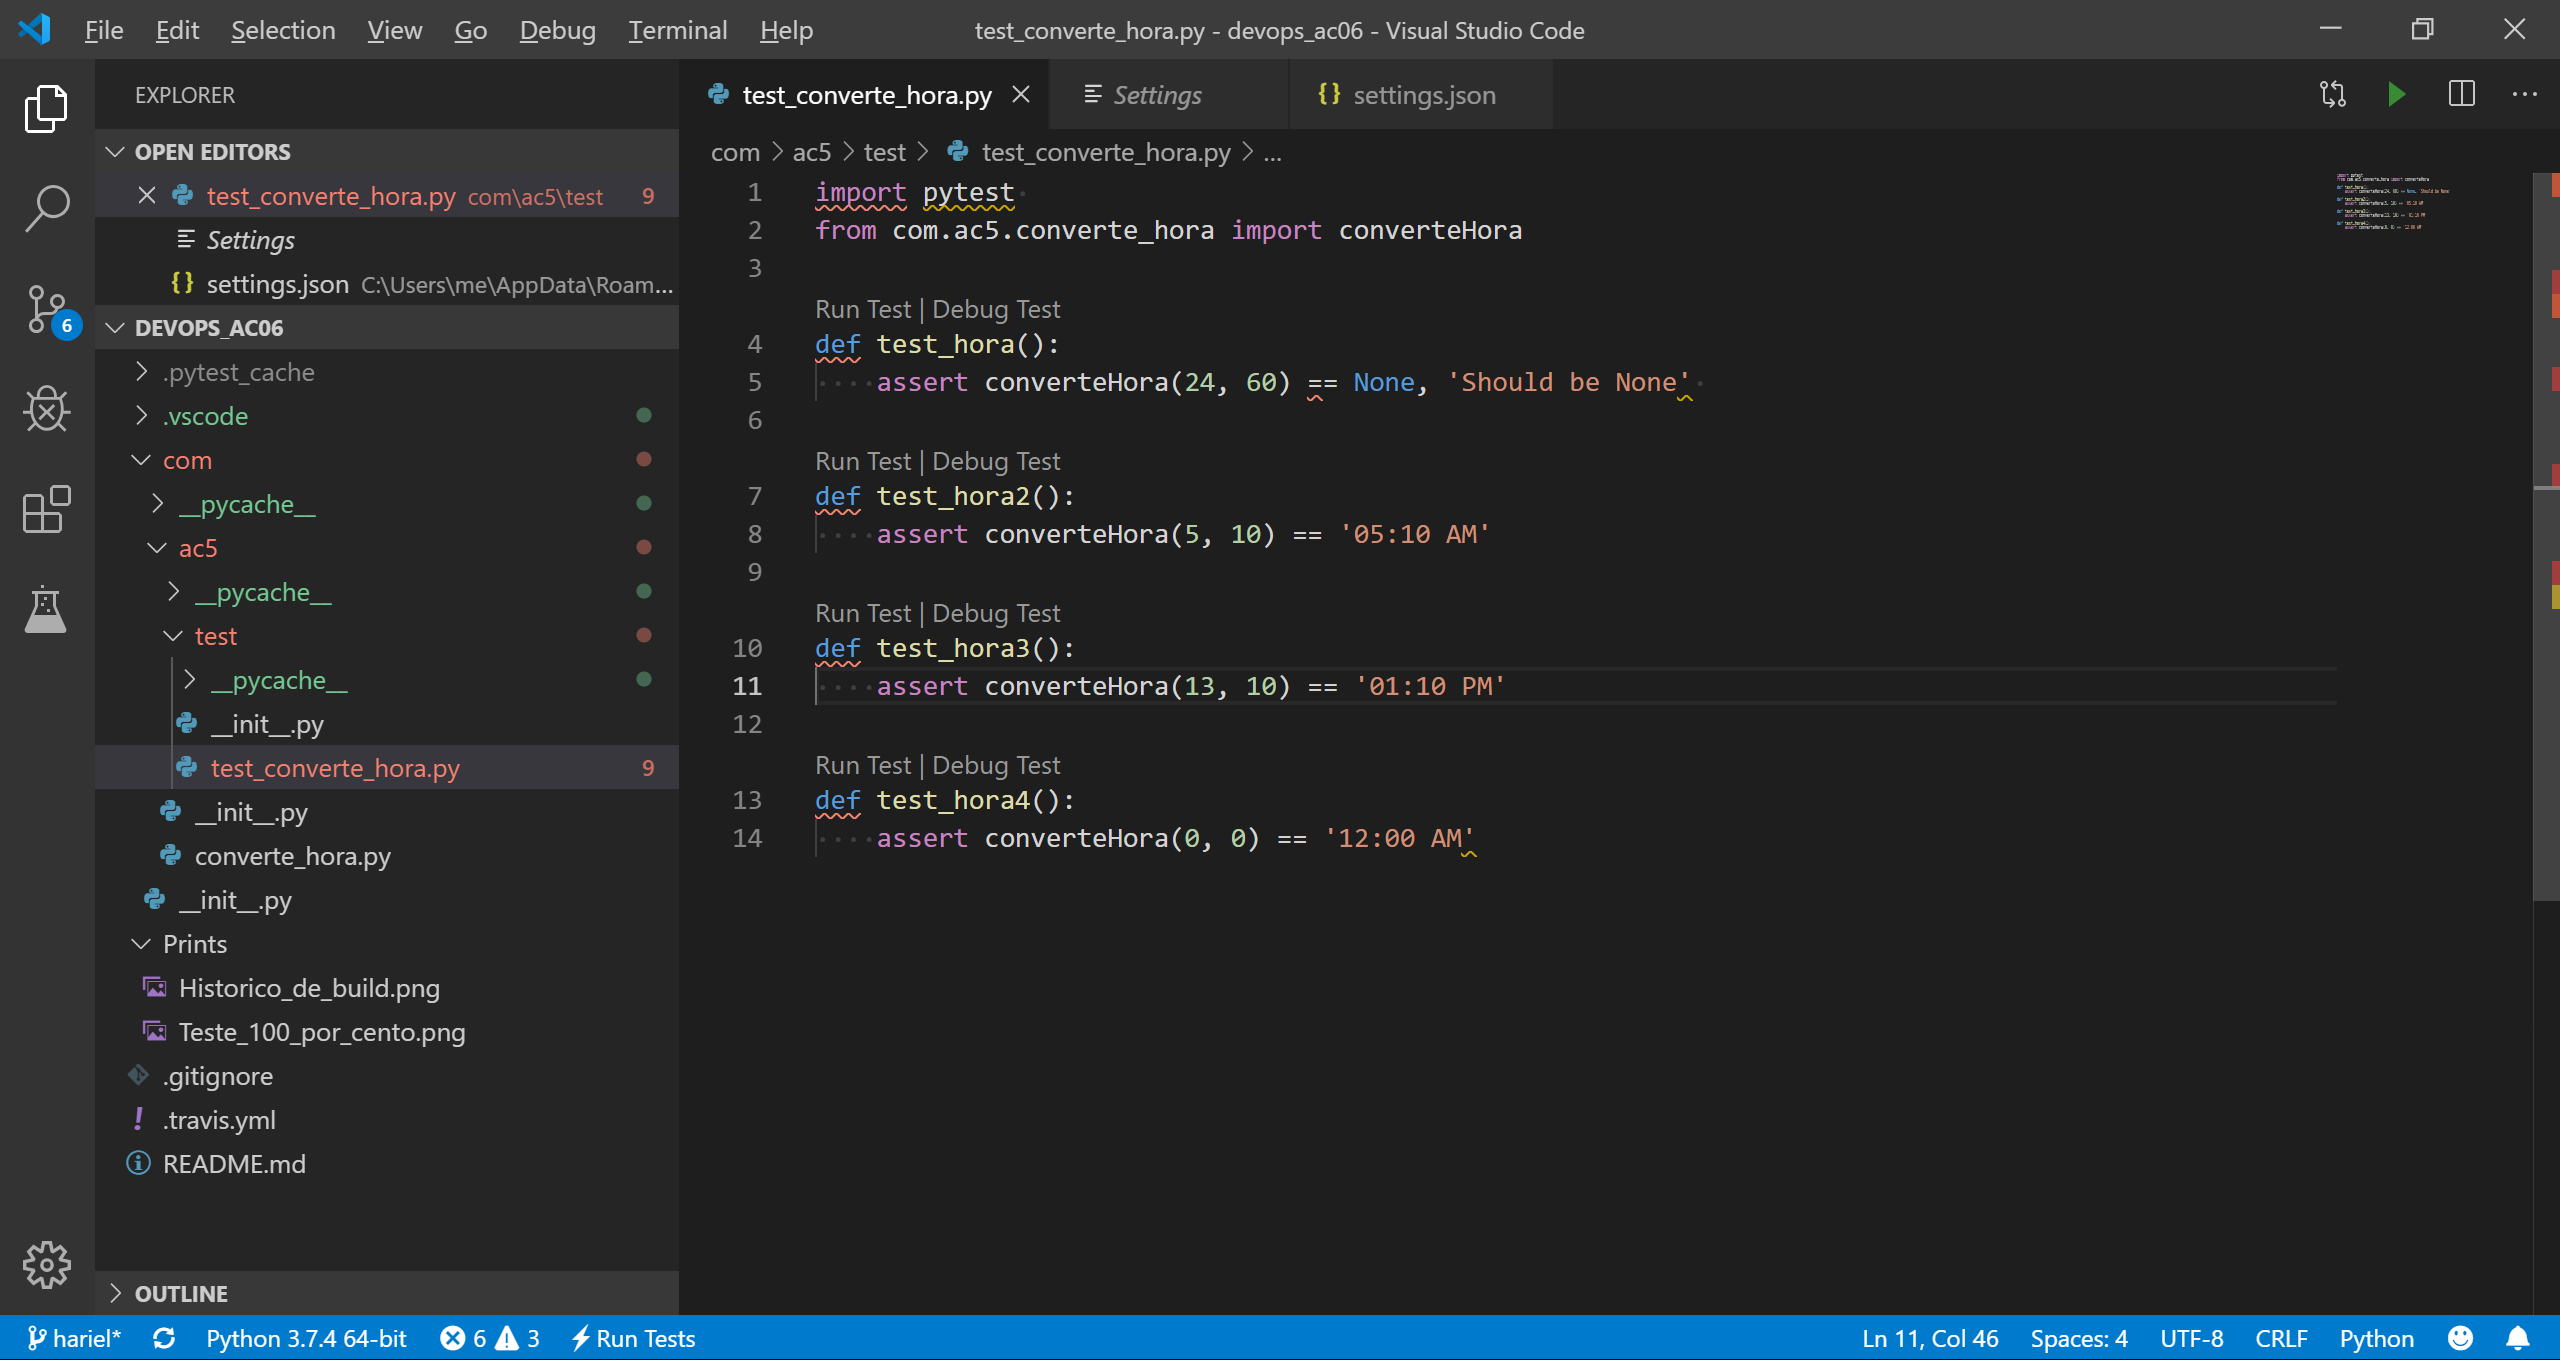 File Edit Selection View Go Debug Terminal Help
test_converte_hora.py - devops_ac06 - Visual Studio Code
EXPLORER
OPEN EDITORS
test_converte_hora.py com\ac5\test 9
Settings
settings.json C:\Users\me\AppData\Roam...
DEVOPS_AC06
.pytest_cache
.vscode
com
__pycache__
ac5
__pycache__
test
__pycache__
__init__.py
test_converte_hora.py 9
__init__.py
converte_hora.py
__init__.py
Prints
Historico_de_build.png
Teste_100_por_cento.png
.gitignore
.travis.yml
README.md
OUTLINE
6
test_converte_hora.py
Settings
settings.json
com > ac5 > test > test_converte_hora.py > ...
1 import pytest
2 from com.ac5.converte_hora import converteHora
3
Run Test | Debug Test
4 def test_hora():
5 assert converteHora(24, 60) == None, 'Should be None'
6
Run Test | Debug Test
7 def test_hora2():
8 assert converteHora(5, 10) == '05:10 AM'
9
Run Test | Debug Test
10 def test_hora3():
11 assert converteHora(13, 10) == '01:10 PM'
12
Run Test | Debug Test
13 def test_hora4():
14 assert converteHora(0, 0) == '12:00 AM'
hariel* Python 3.7.4 64-bit 6 3 Run Tests
Ln 11, Col 46 Spaces: 4 UTF-8 CRLF Python